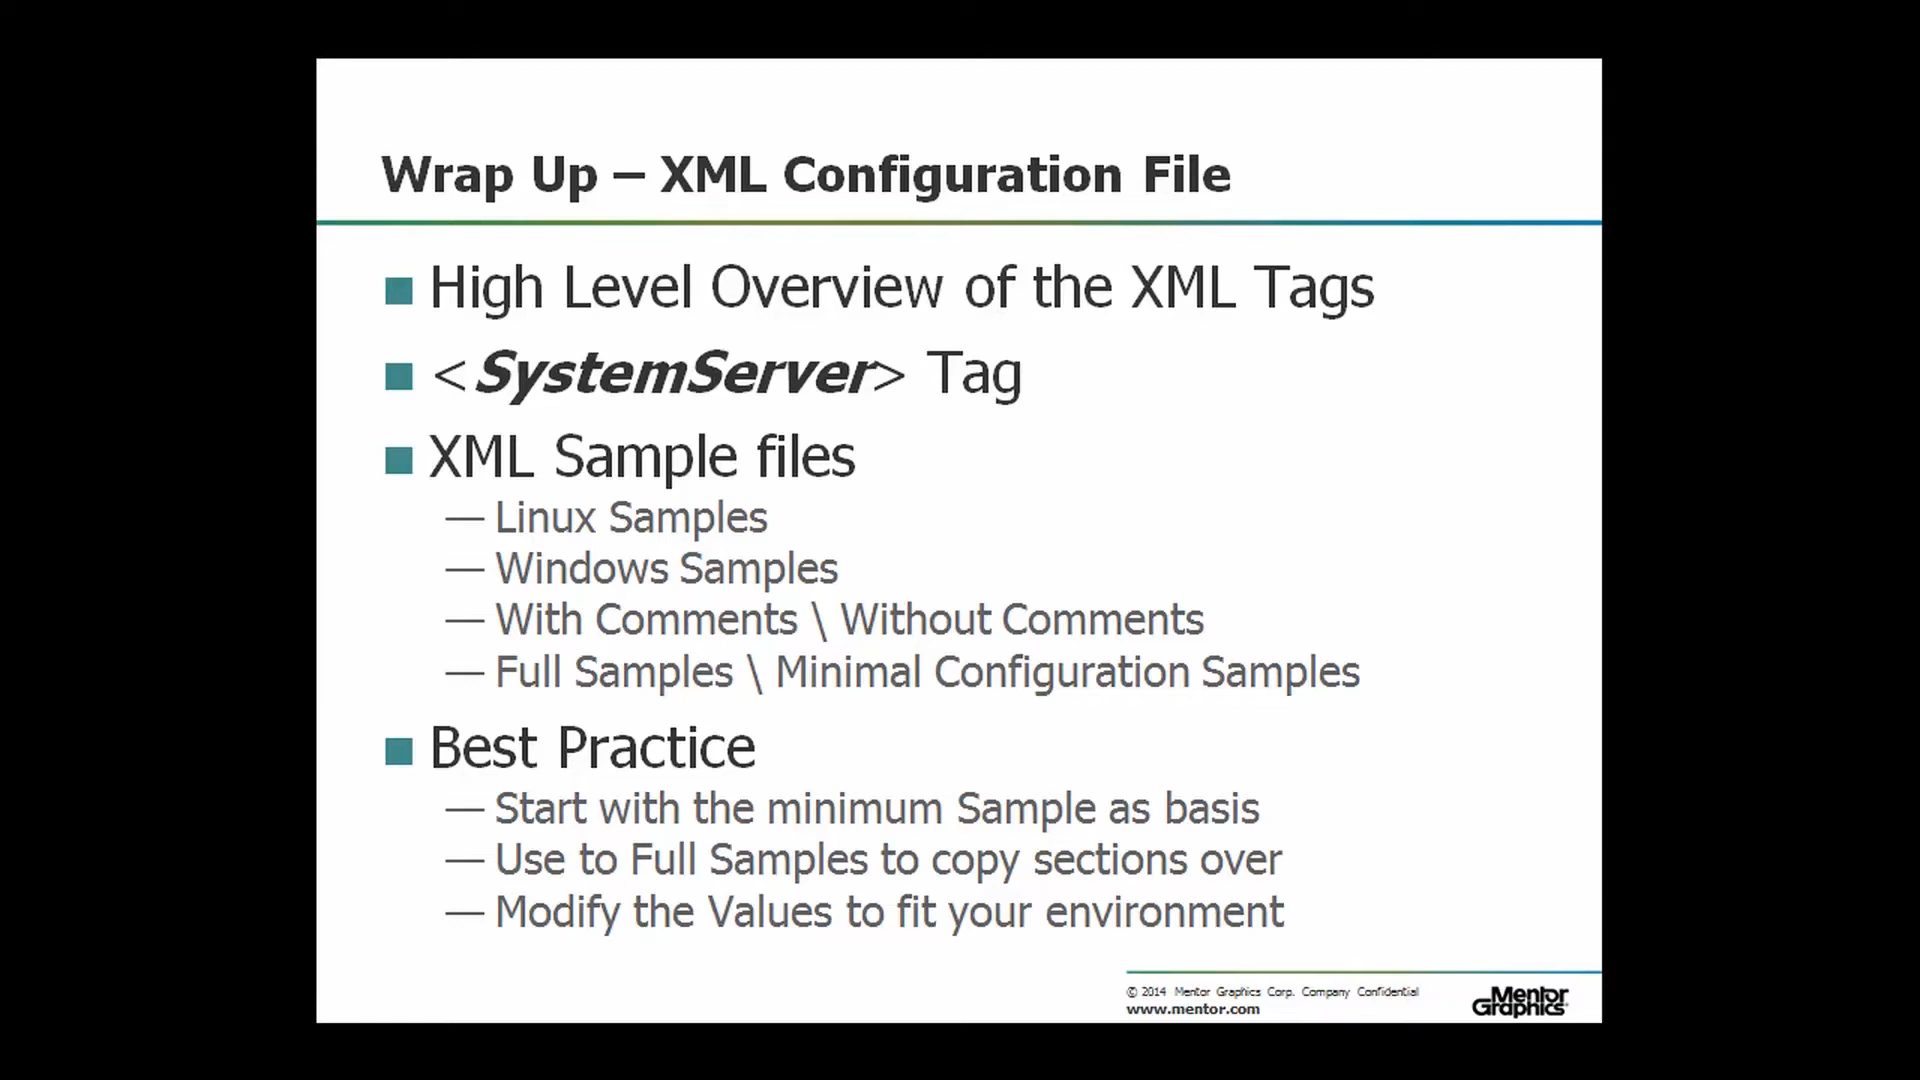 Wrap Up – XML Configuration File
High Level Overview of the XML Tags
<SystemServer> Tag
XML Sample files
— Linux Samples
— Windows Samples
— With Comments \ Without Comments
— Full Samples \ Minimal Configuration Samples
Best Practice
— Start with the minimum Sample as basis
— Use to Full Samples to copy sections over
— Modify the Values to fit your environment
© 2014 Mentor Graphics Corp. Company Confidential
www.mentor.com
Mentor
Graphics